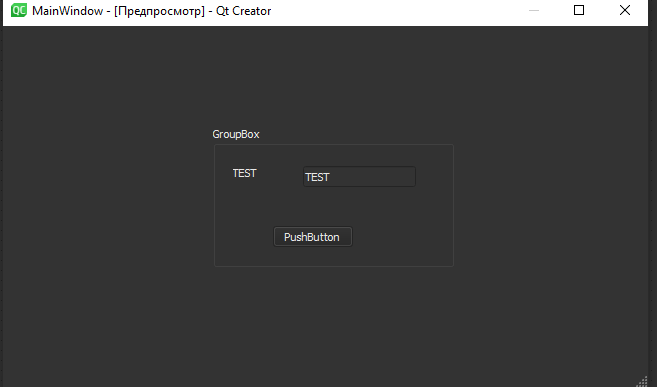 QC MainWindow - [Предпросмотр] - Qt Creator
GroupBox
TEST
TEST
PushButton